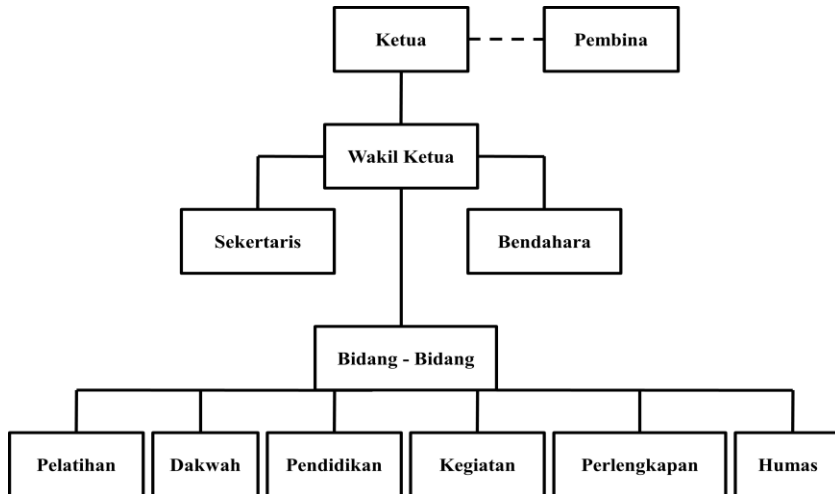 Ketua
Pembina
Wakil Ketua
Sekertaris
Bendahara
Bidang - Bidang
Pelatihan
Dakwah
Pendidikan
Kegiatan
Perlengkapan
Humas